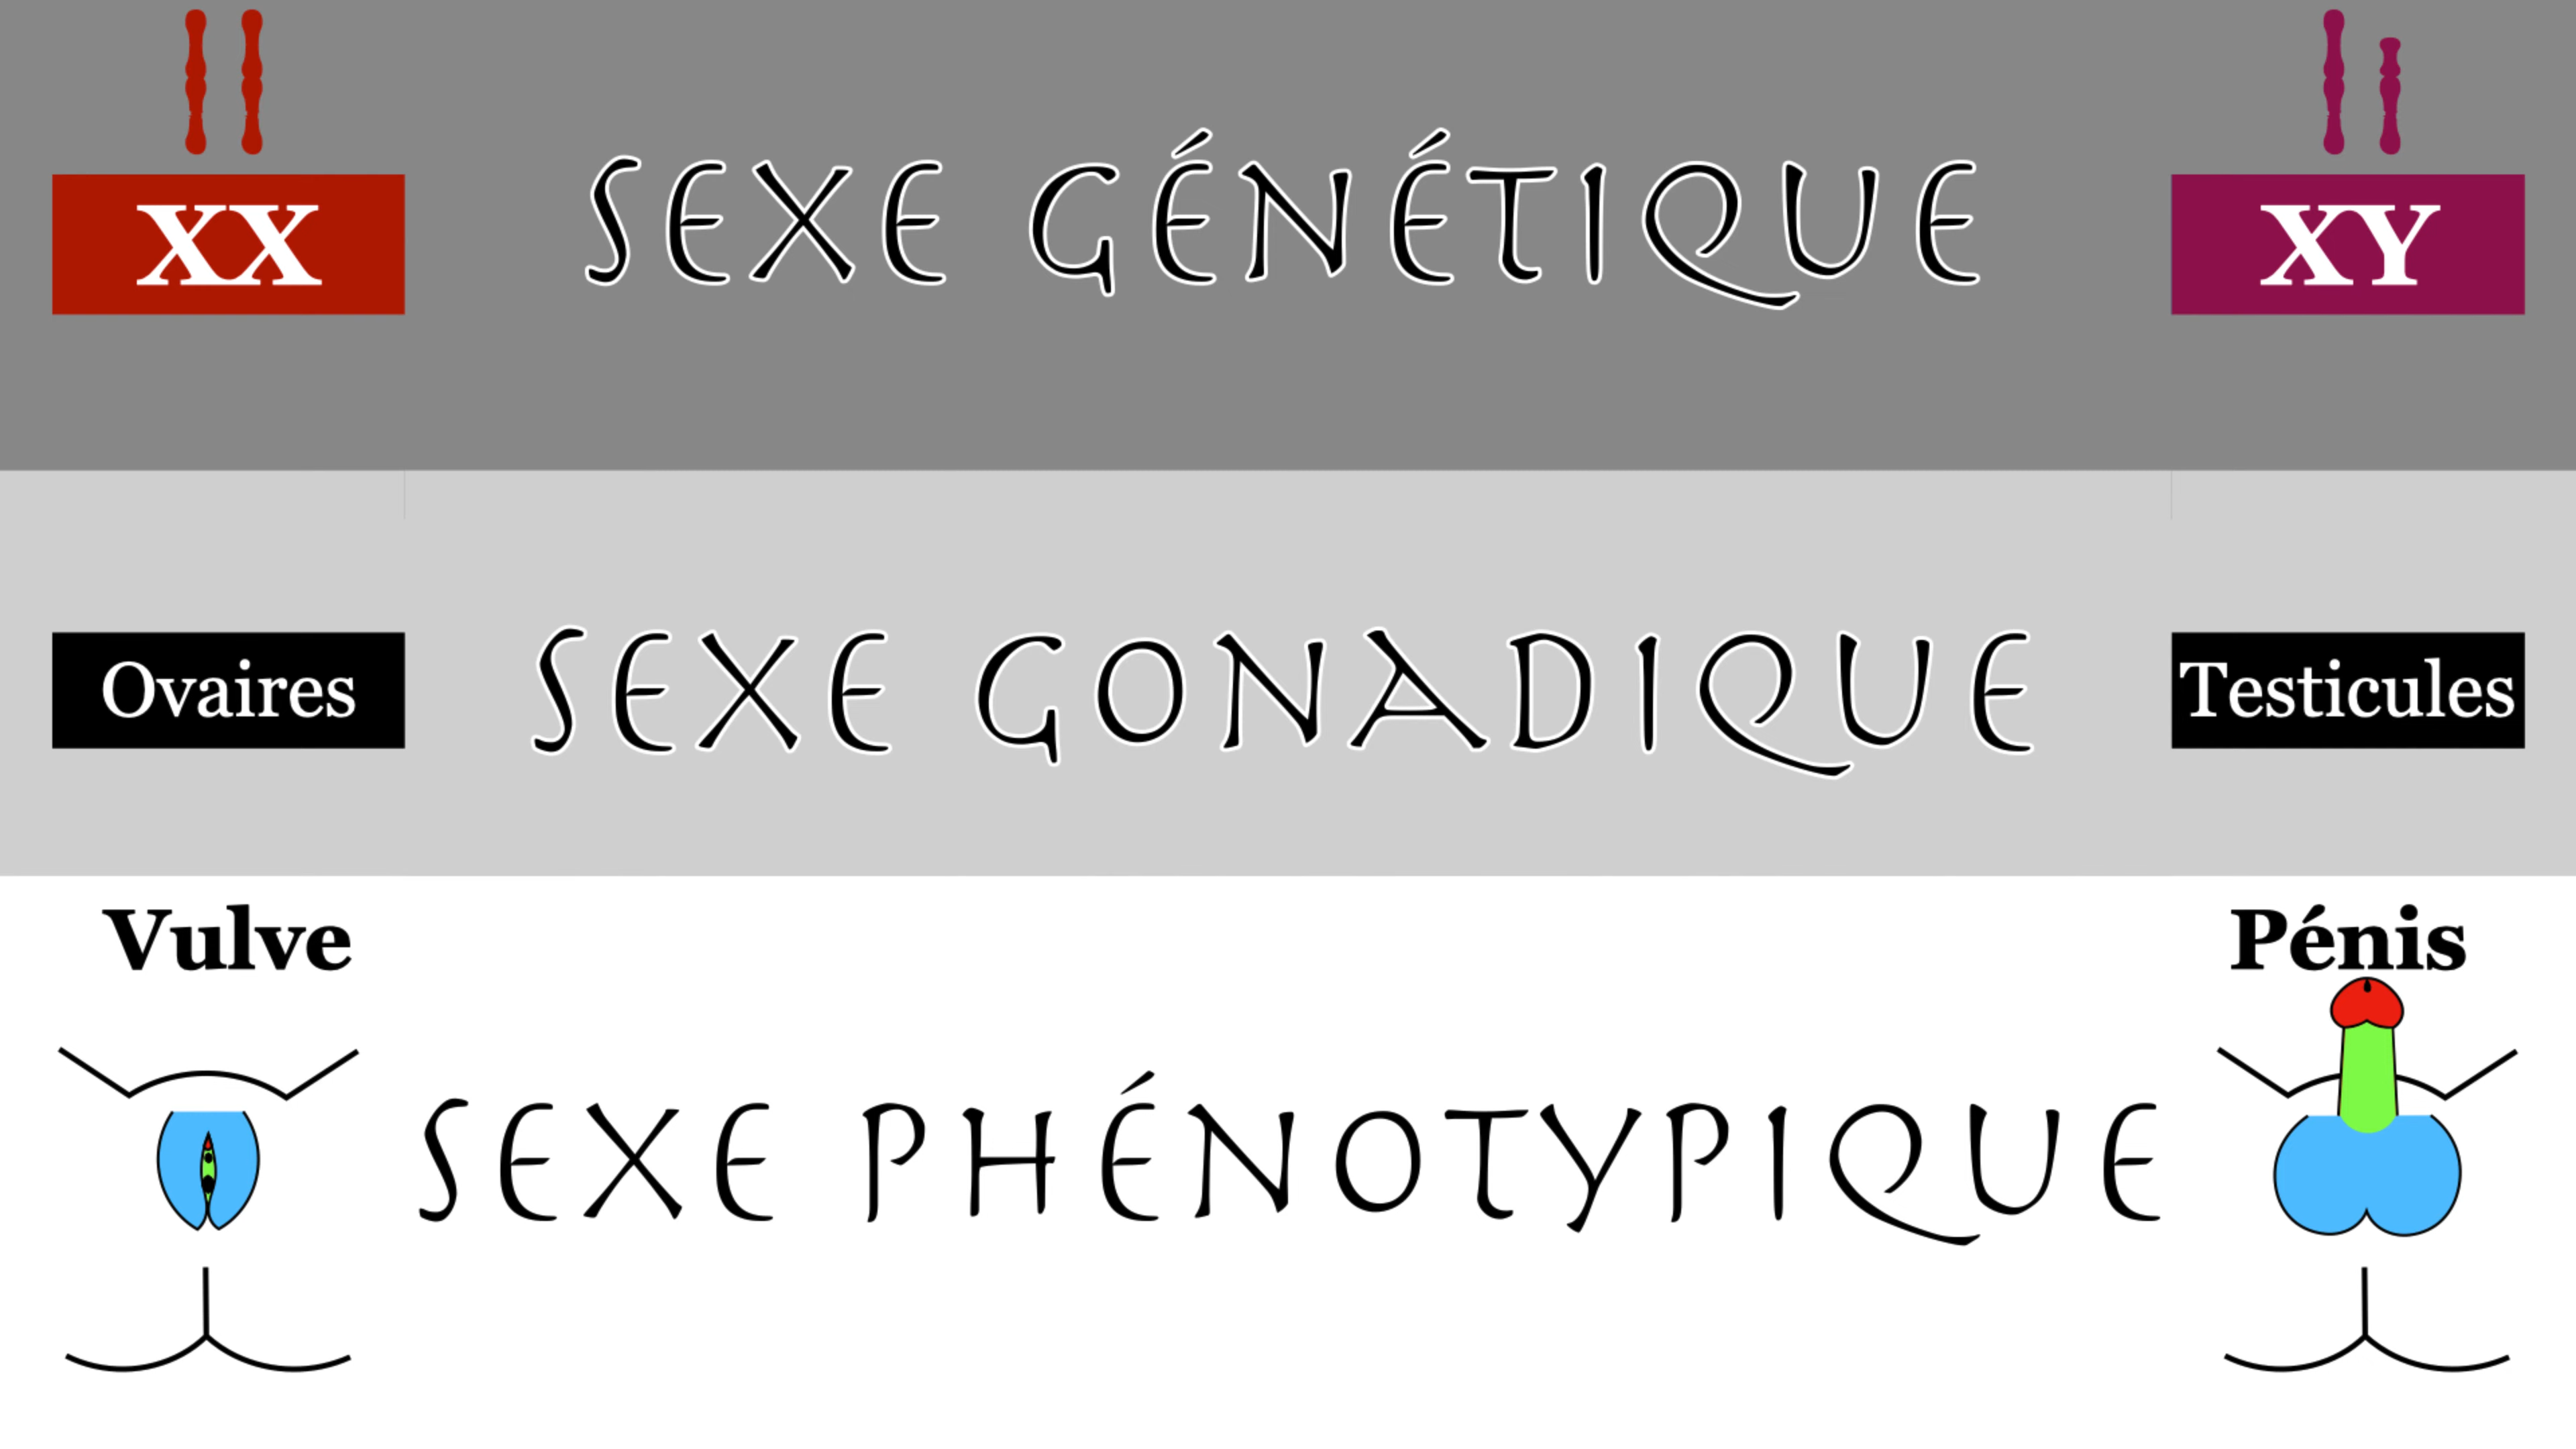 XX
SEXE GÉNÉTIQUE
XY
Ovaires
SEXE GONADIQUE
Testicules
Vulve
Pénis
SEXE PHÉNOTYPIQUE